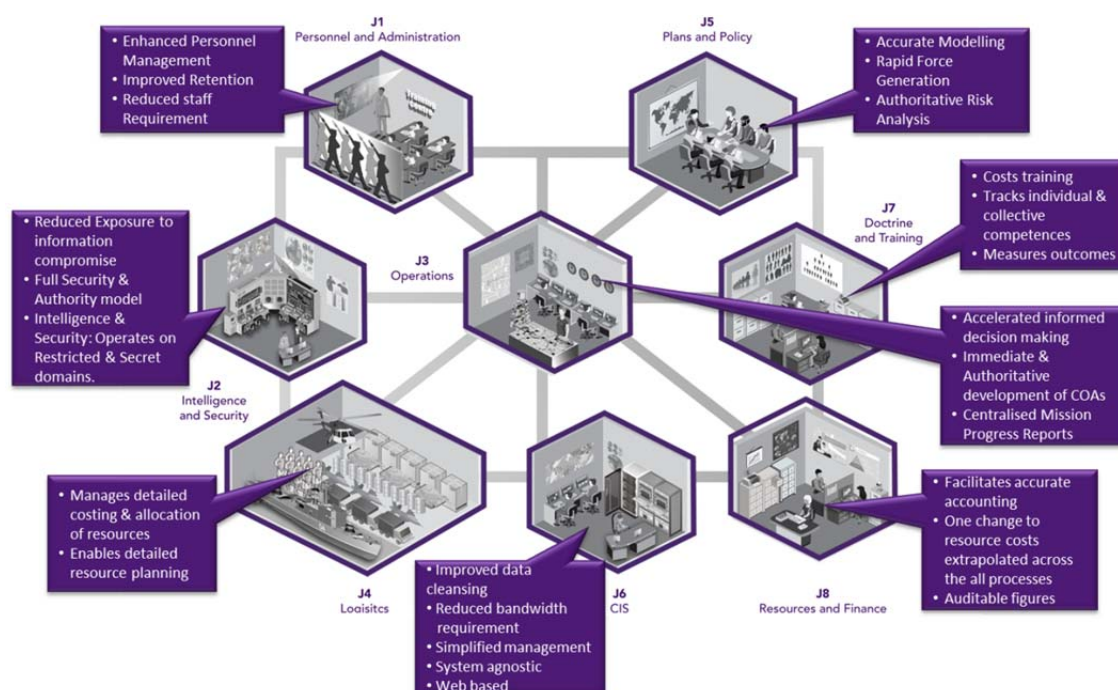 J1
Personnel and Administration
• Enhanced Personnel
Management
• Improved Retention
• Reduced staff
Requirement
Training
Centre
J5
Plans and Policy
• Accurate Modelling
• Rapid Force
Generation
• Authoritative Risk
Analysis
J7
Doctrine
and Training
• Costs training
• Tracks individual &
collective
competences
• Measures outcomes
• Reduced Exposure to
information
compromise
• Full Security &
Authority model
• Intelligence &
Security: Operates on
Restricted & Secret
domains.
J2
Intelligence
and Security
J3
Operations
• Accelerated informed
decision making
• Immediate &
Authoritative
development of COAs
• Centralised Mission
Progress Reports
• Manages detailed
costing & allocation
of resources
• Enables detailed
resource planning
J4
Logisitcs
• Improved data
cleansing
• Reduced bandwidth
requirement
• Simplified management
• System agnostic
• Web based
J6
CIS
J8
Resources and Finance
• Facilitates accurate
accounting
• One change to
resource costs
extrapolated across
the all processes
• Auditable figures